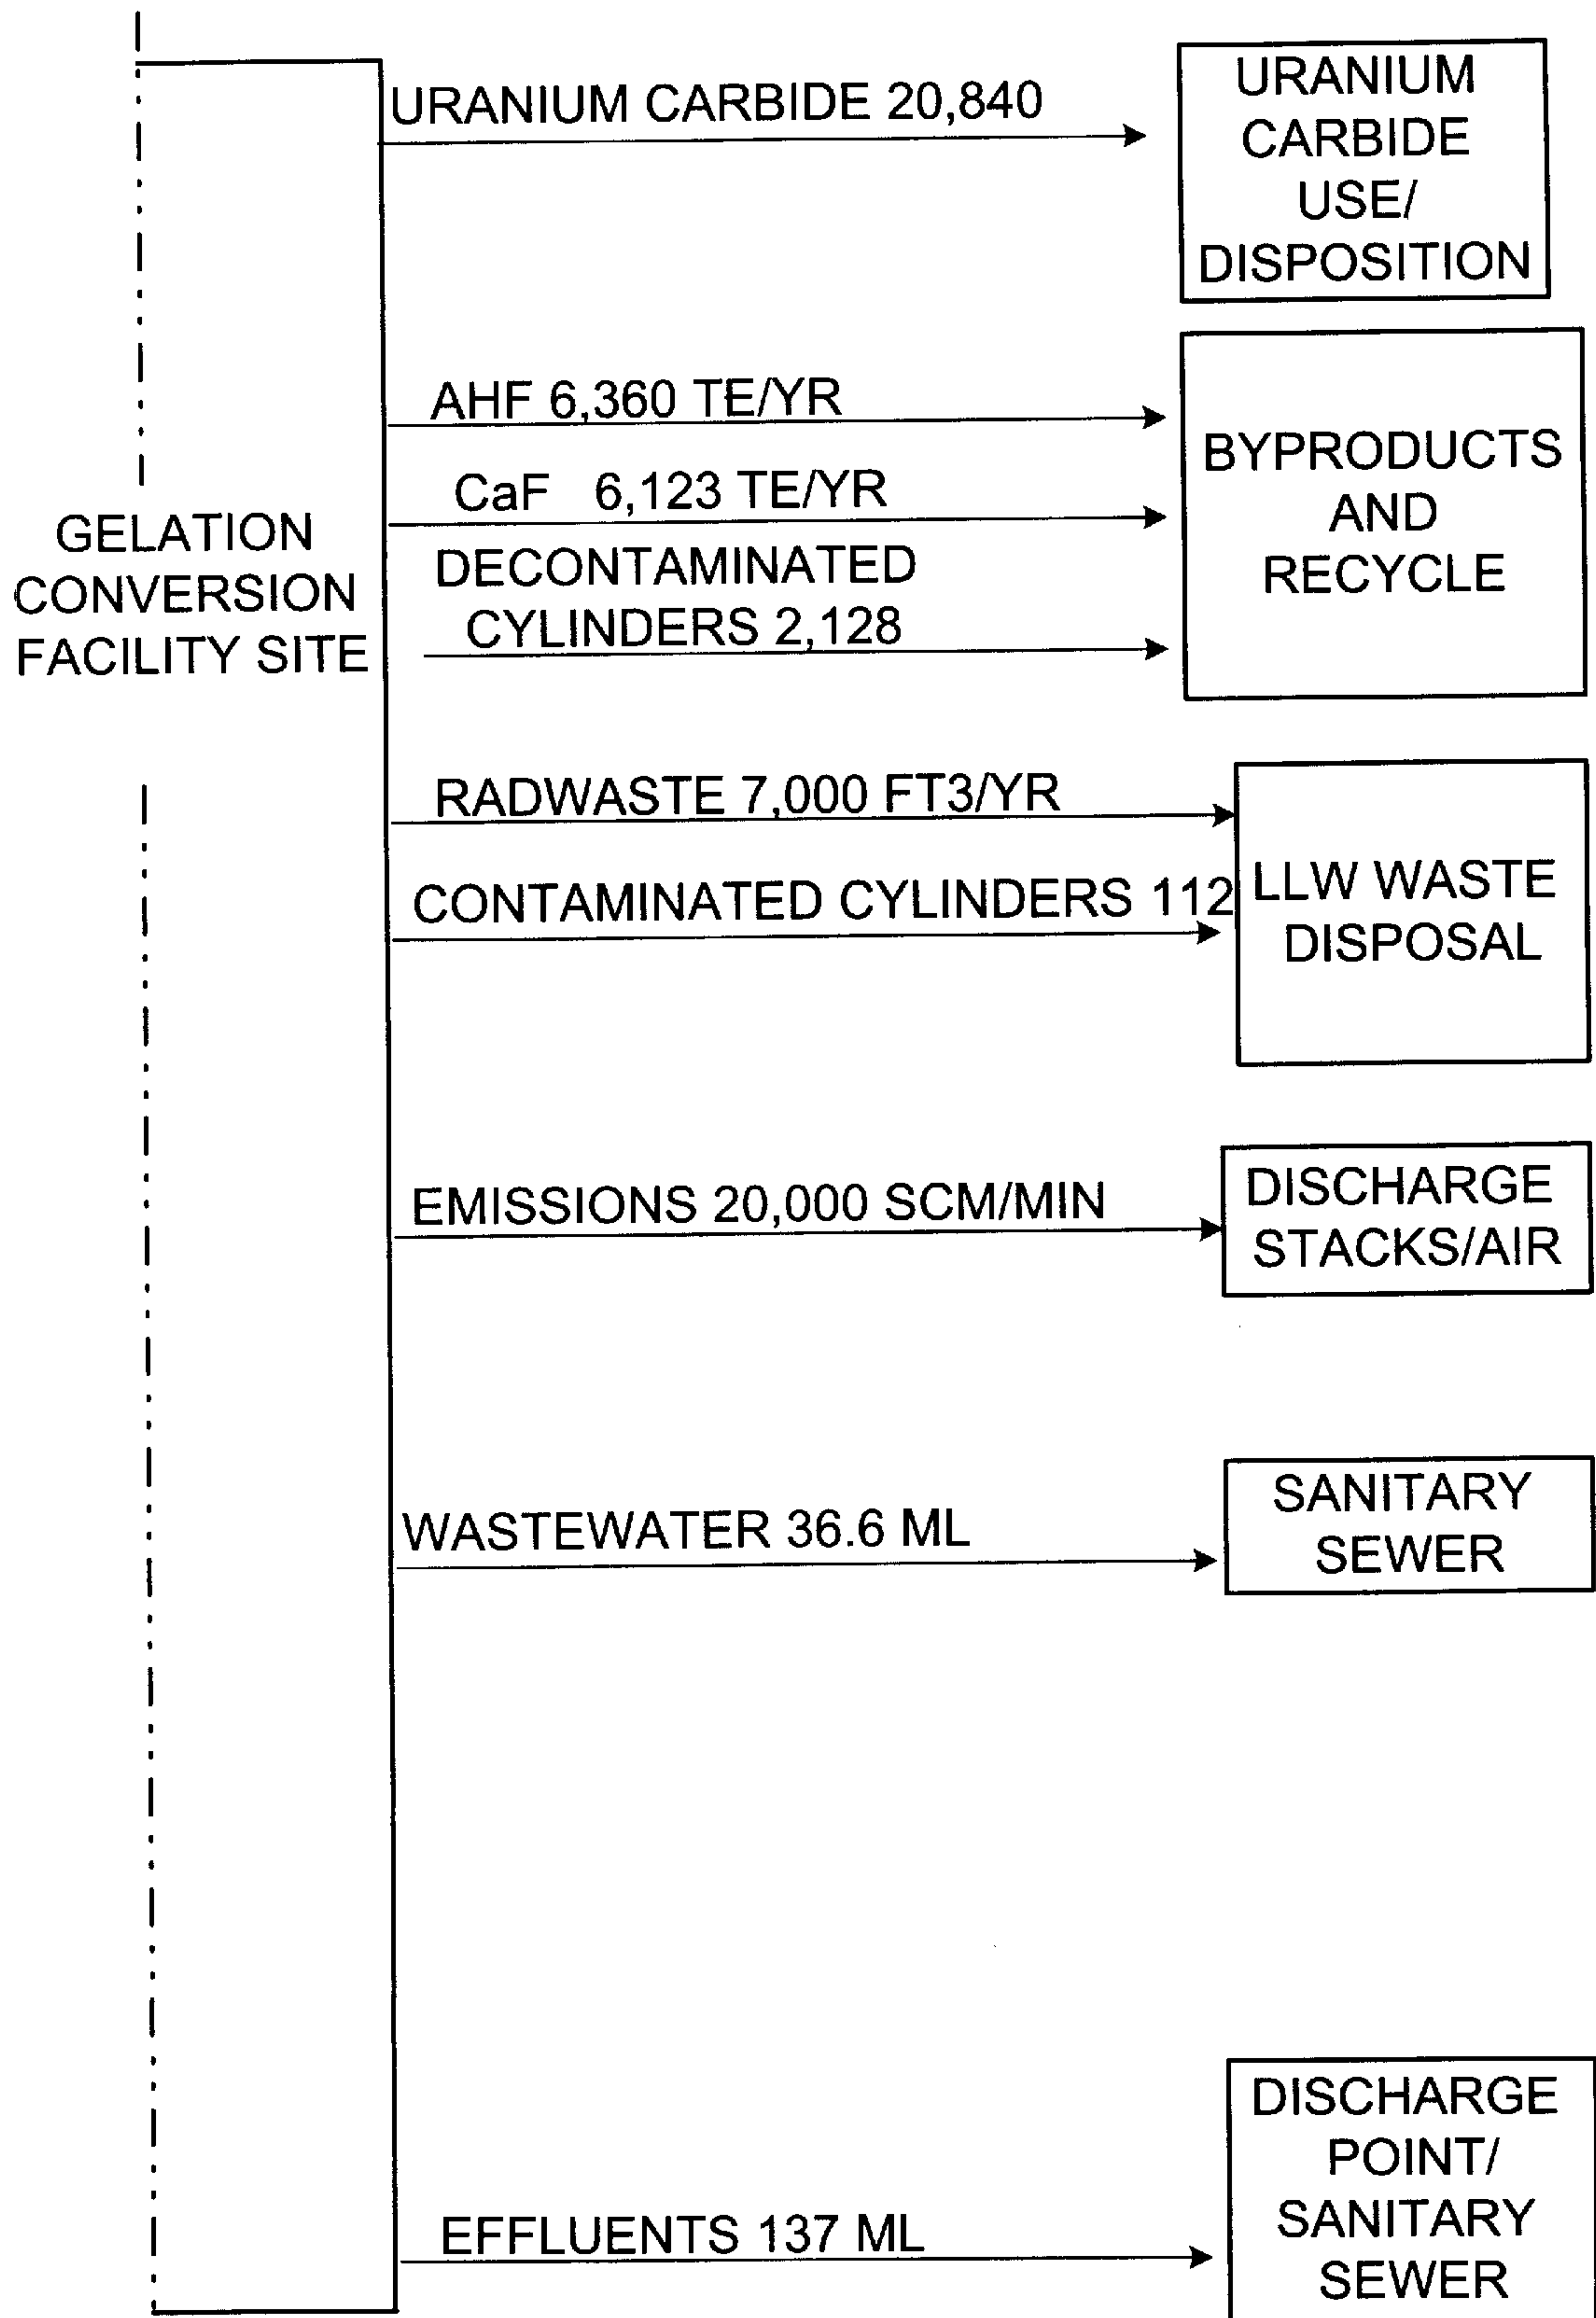 URANIUM CARBIDE 20,840
URANIUM
CARBIDE
USE/
DISPOSITION
AHF 6,360 TE/YR
CaF 6,123 TE/YR
DECONTAMINATED
CYLINDERS 2,128
BYPRODUCTS
AND
RECYCLE
GELATION
CONVERSION
FACILITY SITE
RADWASTE 7,000 FT3/YR
CONTAMINATED CYLINDERS 112
LLW WASTE
DISPOSAL
EMISSIONS 20,000 SCM/MIN
DISCHARGE
STACKS/AIR
WASTEWATER 36.6 ML
SANITARY
SEWER
EFFLUENTS 137 ML
DISCHARGE
POINT/
SANITARY
SEWER